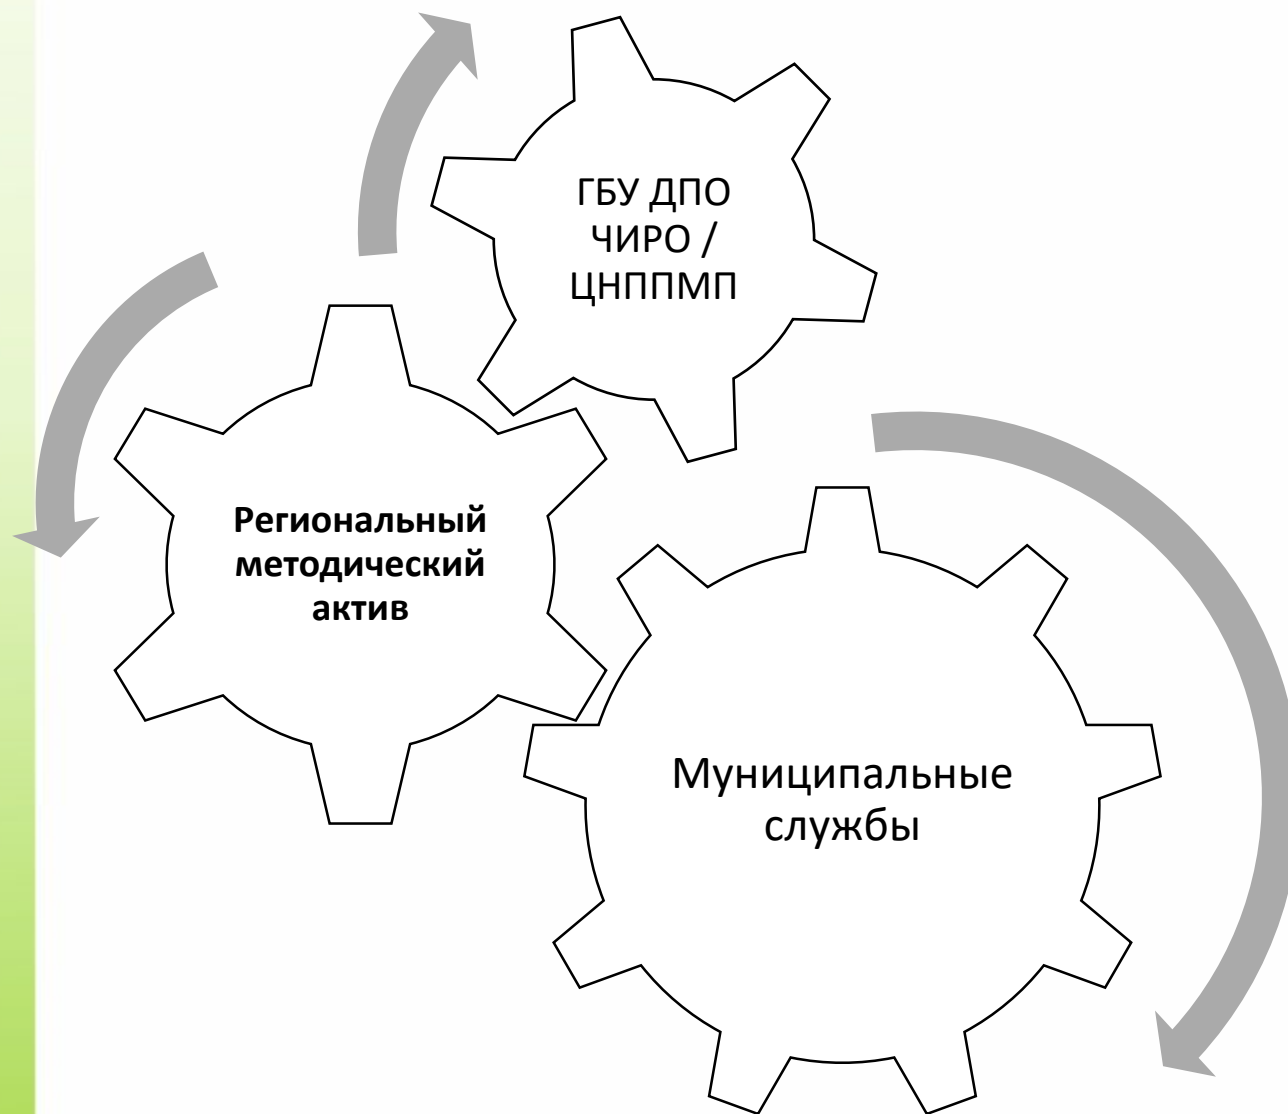 ГБУ ДПО
ЧИРО /
ЦНППМП
Региональный
методический
актив
Муниципальные
службы